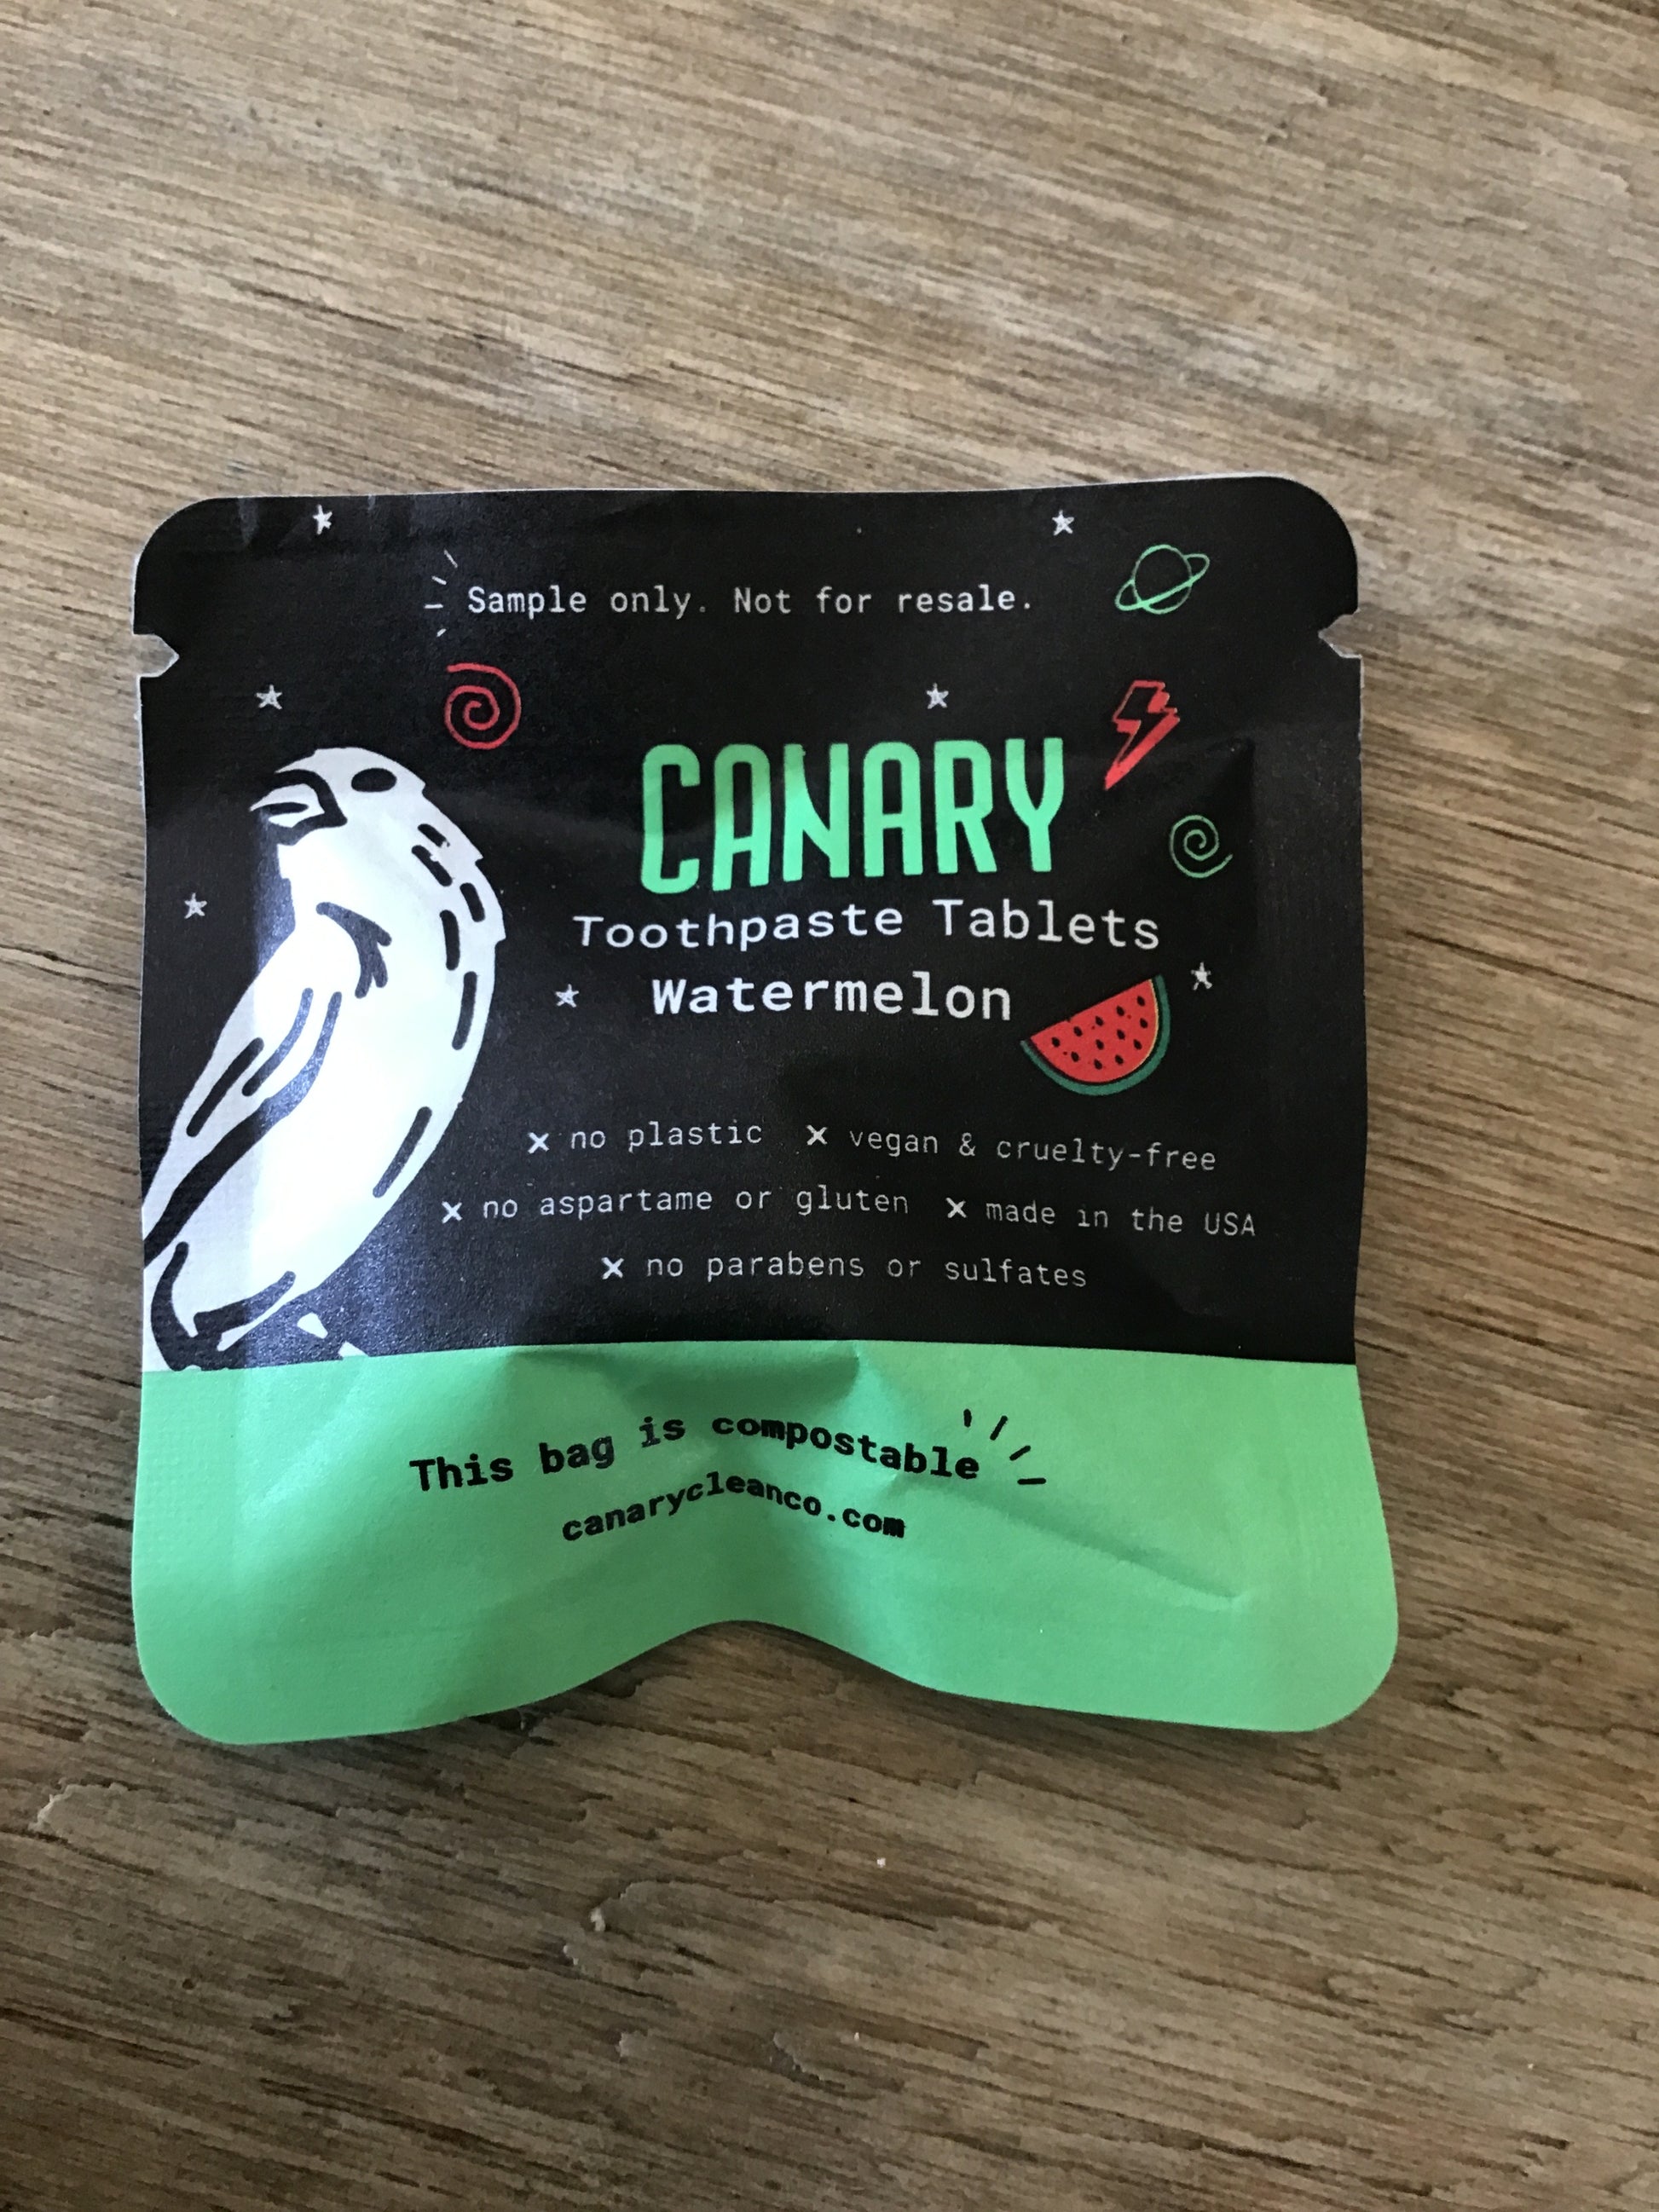 Sample only. Not for resale.
CANARY
Toothpaste Tablets
Watermelon
x no plastic x vegan & cruelty-free
x no aspartame or gluten x made in the USA
x no parabens or sulfates
This bag is compostable
canarycleanco.com